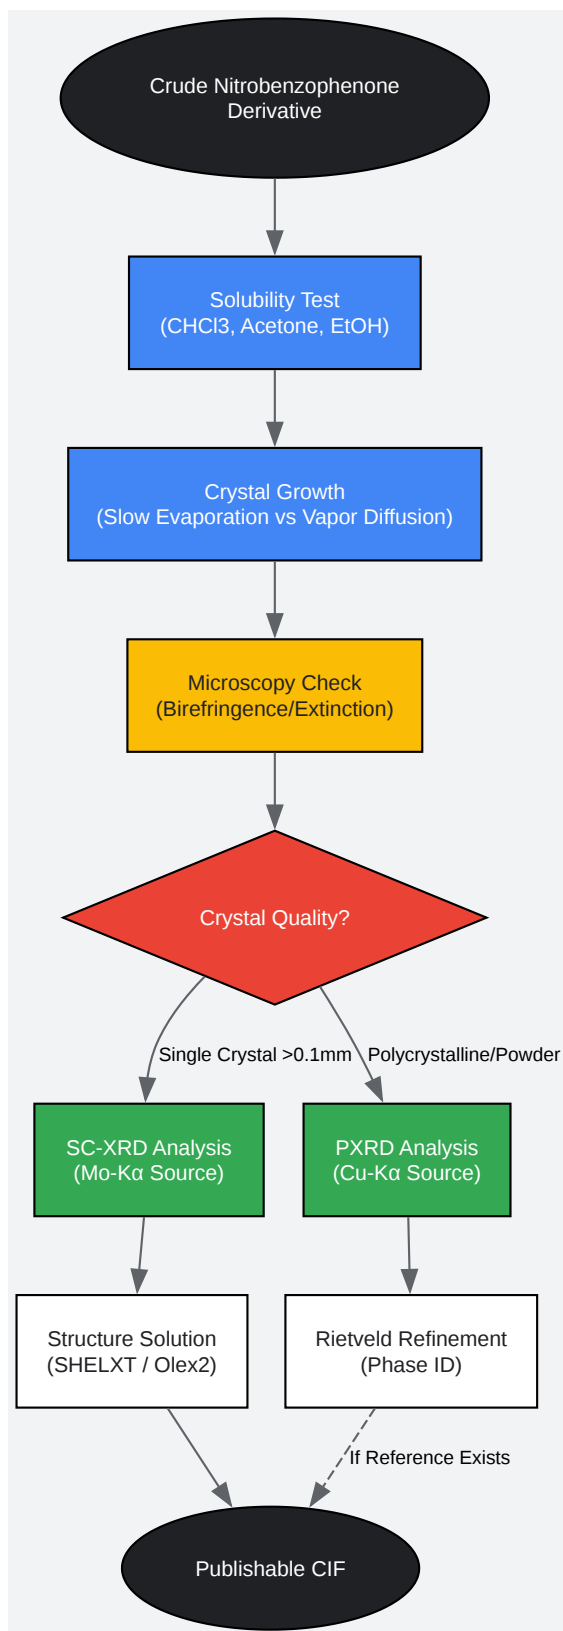 Crude Nitrobenzophenone
Derivative
Solubility Test
(CHCl3, Acetone, EtOH)
Crystal Growth
(Slow Evaporation vs Vapor Diffusion)
Microscopy Check
(Birefringence/Extinction)
Crystal Quality?
Single Crystal >0.1mm
Polycrystalline/Powder
SC-XRD Analysis
(Mo-Kα Source)
PXRD Analysis
(Cu-Kα Source)
Structure Solution
(SHELXT / Olex2)
Rietveld Refinement
(Phase ID)
If Reference Exists
Publishable CIF